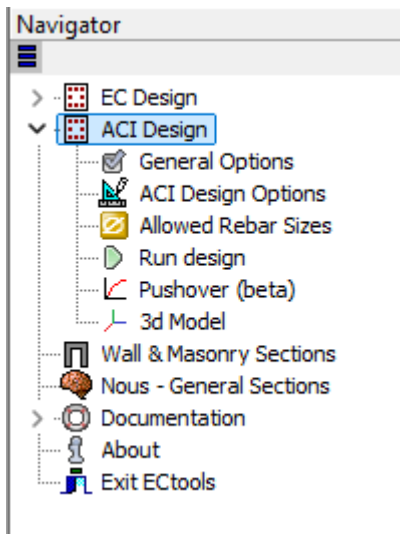 Navigator
EC Design
ACI Design
General Options
ACI Design Options
Allowed Rebar Sizes
Run design
Pushover (beta)
3d Model
Wall & Masonry Sections
Nous - General Sections
Documentation
About
Exit ECtools